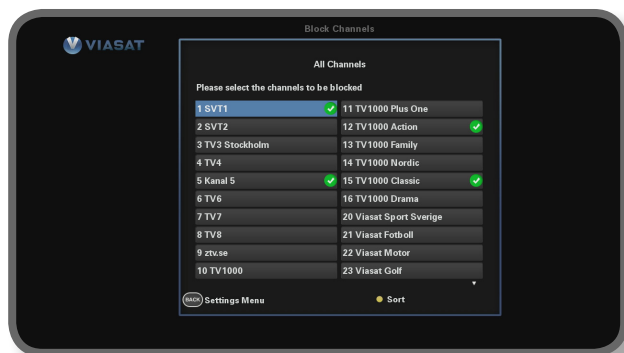 Block Channels
VIASAT
All Channels
Please select the channels to be blocked
1 SVT1
2 SVT2
3 TV3 Stockholm
4 TV4
5 Kanal 5
6 TV6
7 TV7
8 TV8
9 ztv.se
10 TV1000
11 TV1000 Plus One
12 TV1000 Action
13 TV1000 Family
14 TV1000 Nordic
15 TV1000 Classic
16 TV1000 Drama
20 Viasat Sport Sverige
21 Viasat Fotboll
22 Viasat Motor
23 Viasat Golf
BACK Settings Menu
Sort